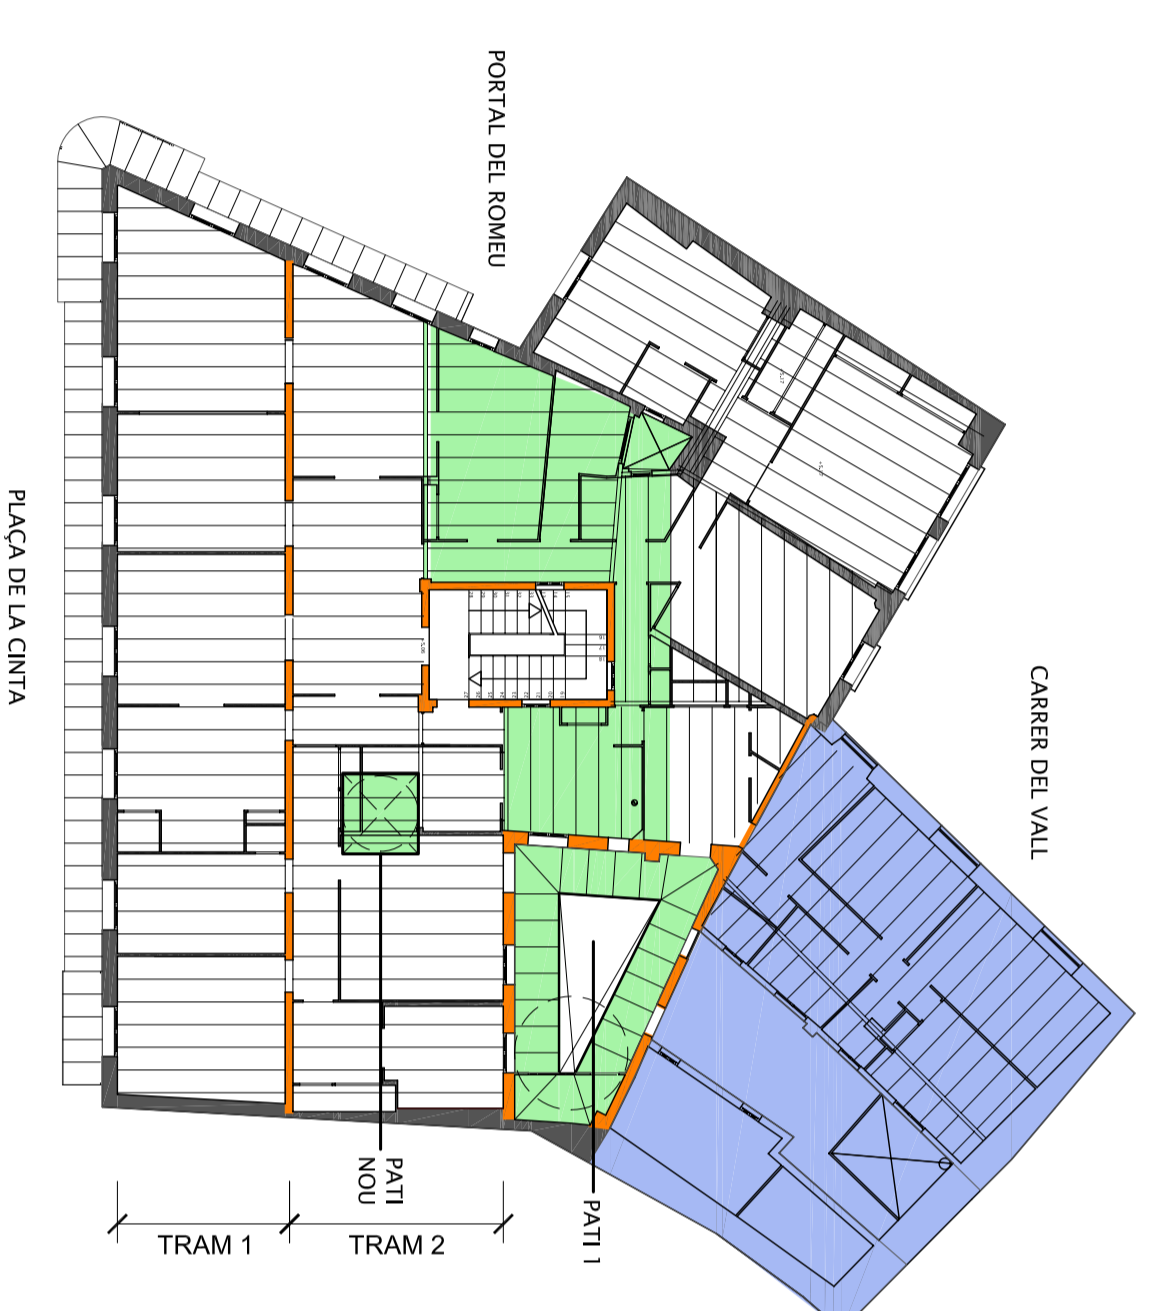 PORTAL DEL ROMEU
PLAÇA DE LA CINTA
CARRER DEL VALL
PATI
NOU
PATI 1
TRAM 1
TRAM 2